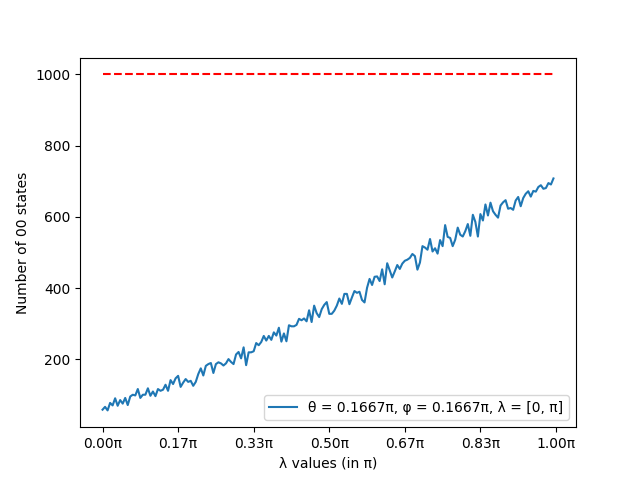 1000
800
600
400
200
Number of 00 states
θ = 0.1667π, φ = 0.1667π, λ = [0, π]
0.00π 0.17π 0.33π 0.50π 0.67π 0.83π 1.00π
λ values (in π)